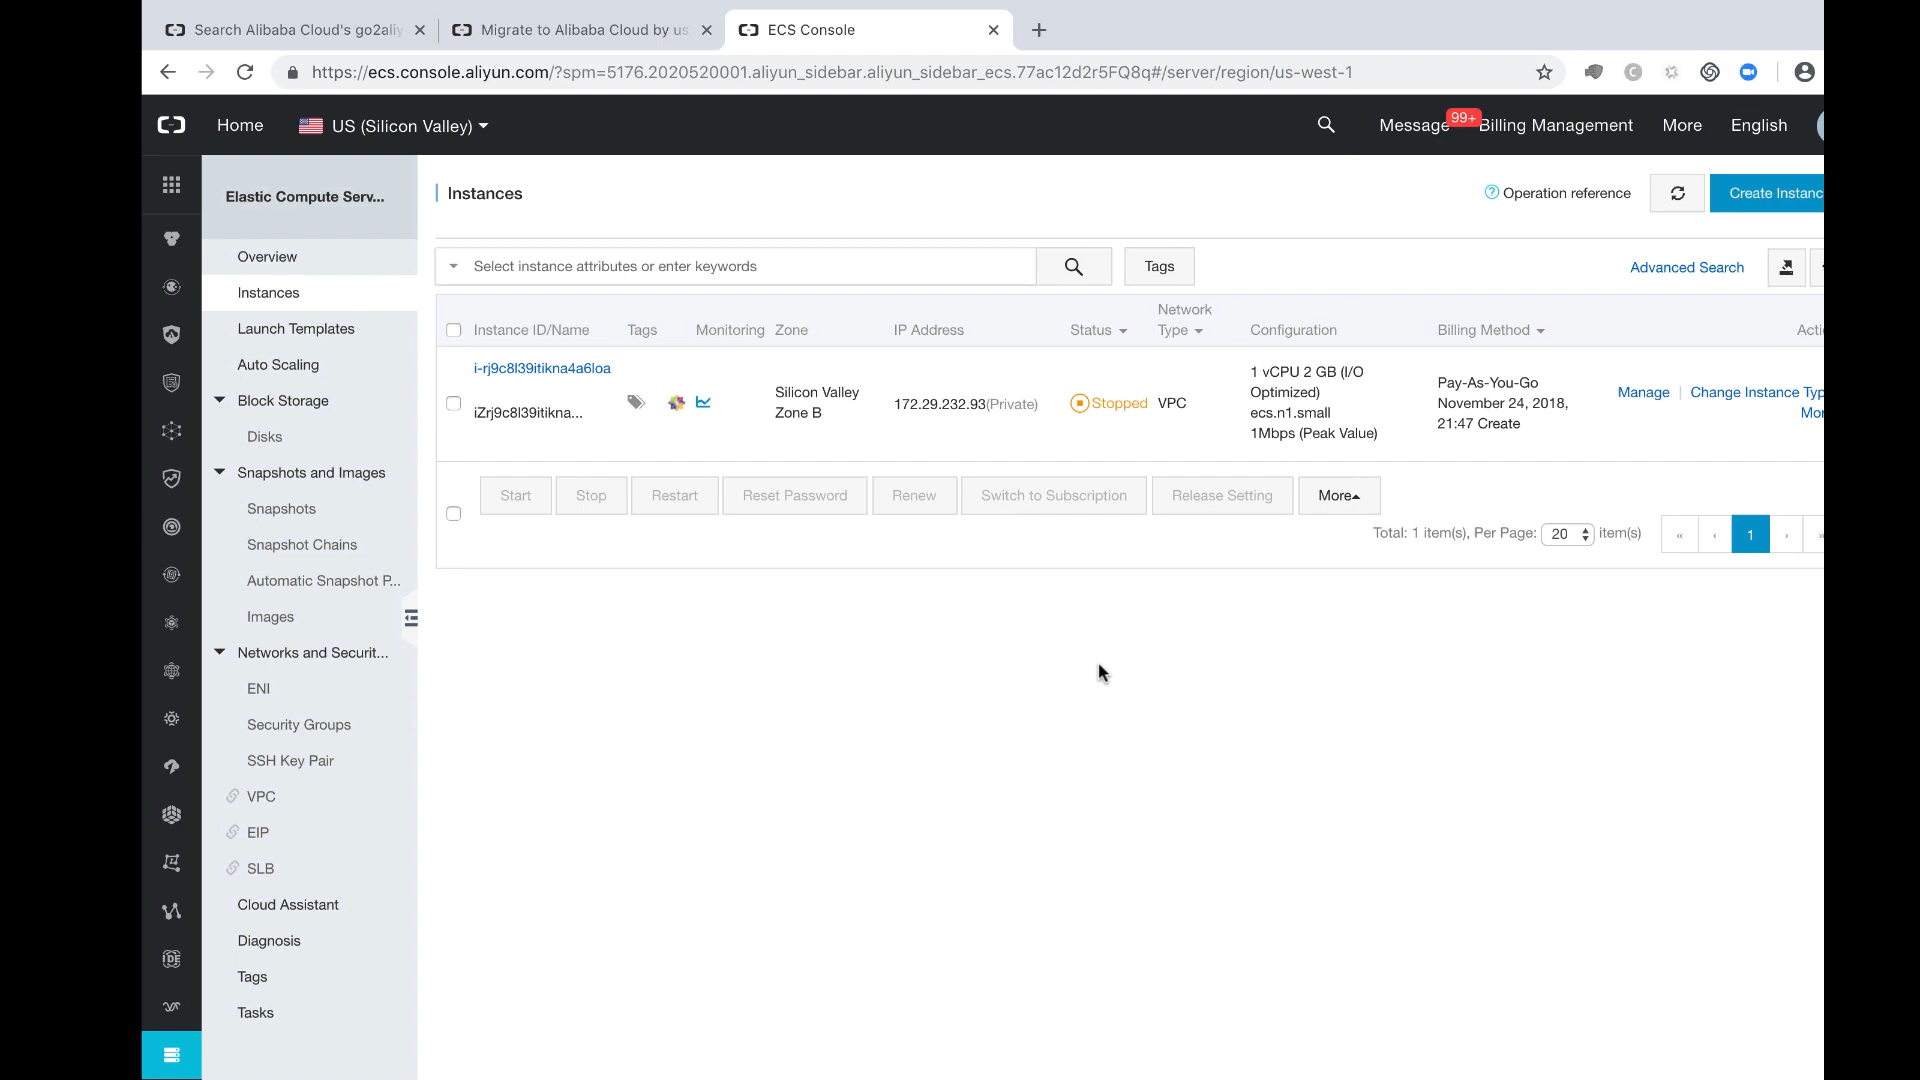 Search Alibaba Cloud's go2aliy
Migrate to Alibaba Cloud by us
ECS Console
https://ecs.console.aliyun.com/?spm=5176.2020520001.aliyun_sidebar.aliyun_sidebar_ecs.77ac12d2r5FQ8q#/server/region/us-west-1
Home
US (Silicon Valley)
Message
99+
Billing Management
More
English
Elastic Compute Serv...
Overview
Instances
Launch Templates
Auto Scaling
Block Storage
Disks
Snapshots and Images
Snapshots
Snapshot Chains
Automatic Snapshot P...
Images
Networks and Securit...
ENI
Security Groups
SSH Key Pair
VPC
EIP
SLB
Cloud Assistant
Diagnosis
Tags
Tasks
IDE
Instances
Operation reference
Create Instanc
Select instance attributes or enter keywords
Tags
Advanced Search
Instance ID/Name
Tags
Monitoring
Zone
IP Address
Status
Network
Type
Configuration
Billing Method
Acti
i-rj9c8l39itikna4a6loa
iZrj9c8l39itikna...
Silicon Valley
Zone B
172.29.232.93(Private)
Stopped
VPC
1 vCPU 2 GB (I/O
Optimized)
ecs.n1.small
1Mbps (Peak Value)
Pay-As-You-Go
November 24, 2018,
21:47 Create
Manage
Change Instance Typ
Mor
Start
Stop
Restart
Reset Password
Renew
Switch to Subscription
Release Setting
More
Total: 1 item(s), Per Page: 20 item(s)
« ‹ 1 › »